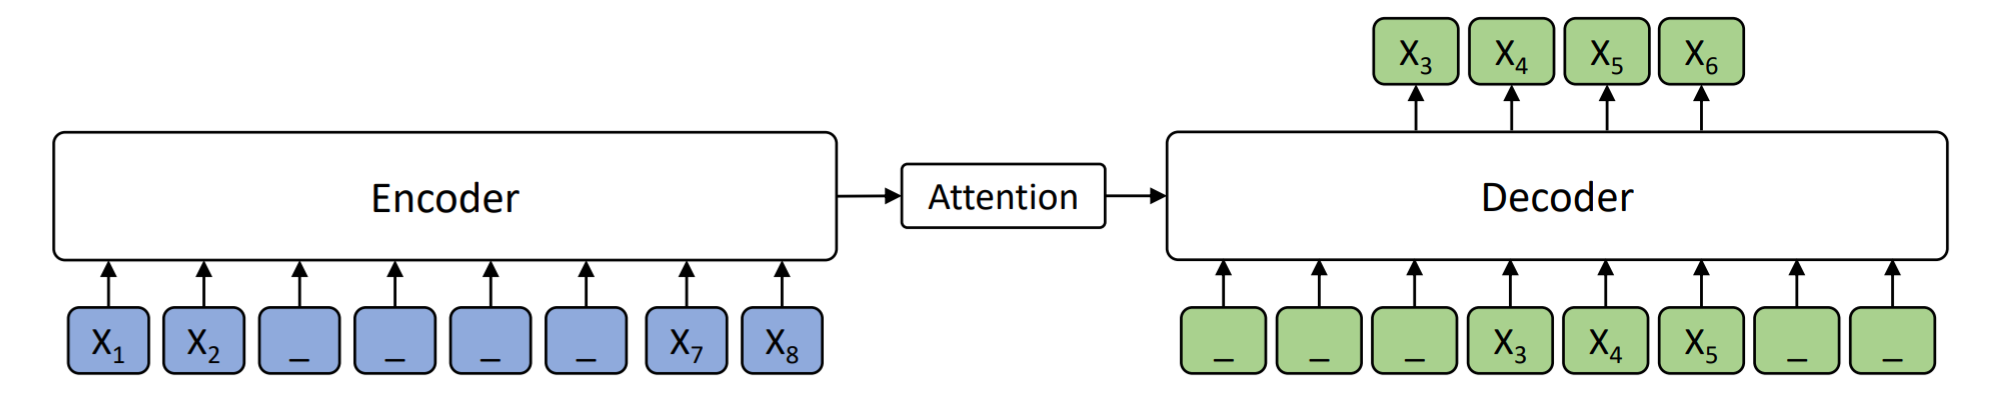 X₃ X₄ X₅ X₆
Encoder Attention Decoder
X₁ X₂ _ _ _ _ X₇ X₈ _ _ _ X₃ X₄ X₅ _ _